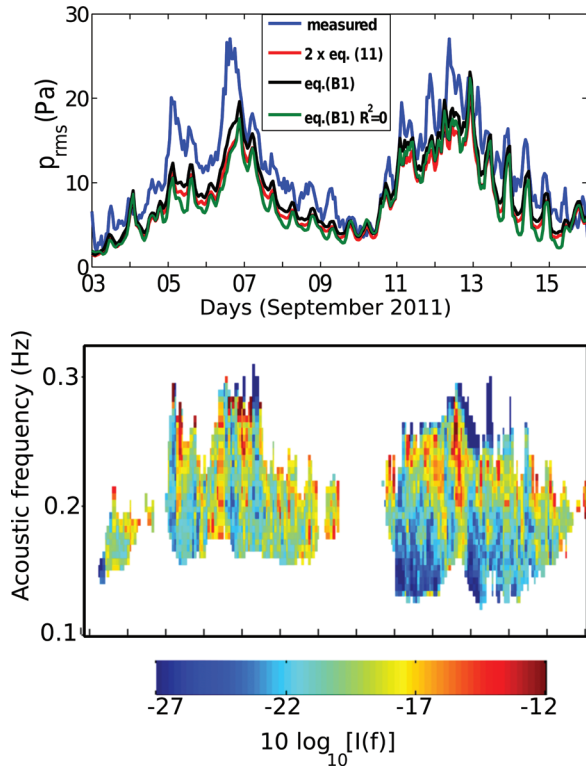 30
20
10
0
p_rms (Pa)
measured
2 x eq. (11)
eq.(B1)
eq.(B1) R²=0
03 05 07 09 11 13 15
Days (September 2011)
Acoustic frequency (Hz)
0.3
0.2
0.1
-27 -22 -17 -12
10 log₁₀[I(f)]